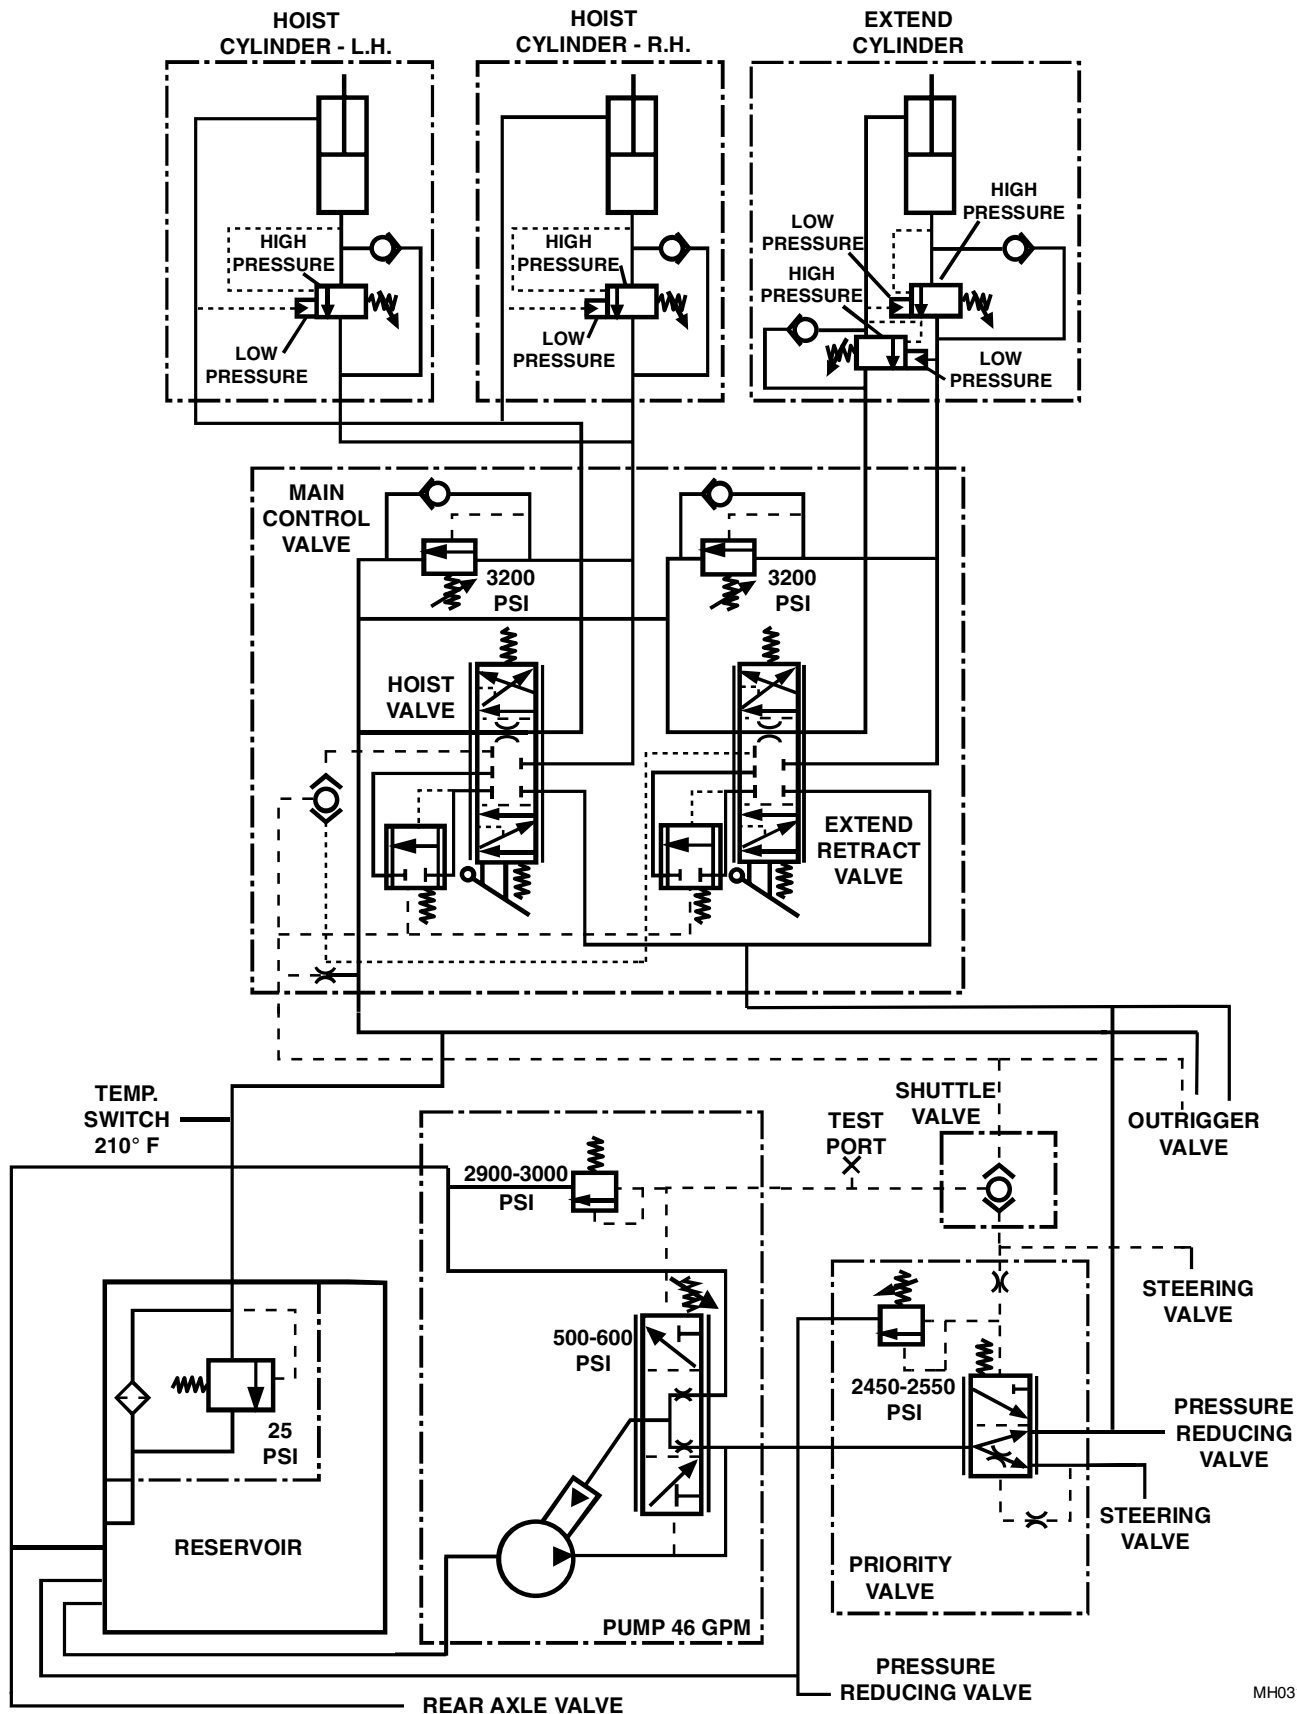 HOIST
CYLINDER - L.H.
HOIST
CYLINDER - R.H.
EXTEND
CYLINDER
HIGH
PRESSURE
LOW
PRESSURE
HIGH
PRESSURE
LOW
PRESSURE
HIGH
PRESSURE
LOW
PRESSURE
HIGH
PRESSURE
LOW
PRESSURE
MAIN
CONTROL
VALVE
3200
PSI
3200
PSI
HOIST
VALVE
EXTEND
RETRACT
VALVE
TEMP.
SWITCH
210° F
SHUTTLE
VALVE
TEST
PORT
OUTRIGGER
VALVE
2900-3000
PSI
STEERING
VALVE
500-600
PSI
2450-2550
PSI
PRESSURE
REDUCING
VALVE
25
PSI
STEERING
VALVE
RESERVOIR
PRIORITY
VALVE
PUMP 46 GPM
PRESSURE
REDUCING VALVE
REAR AXLE VALVE
MH03